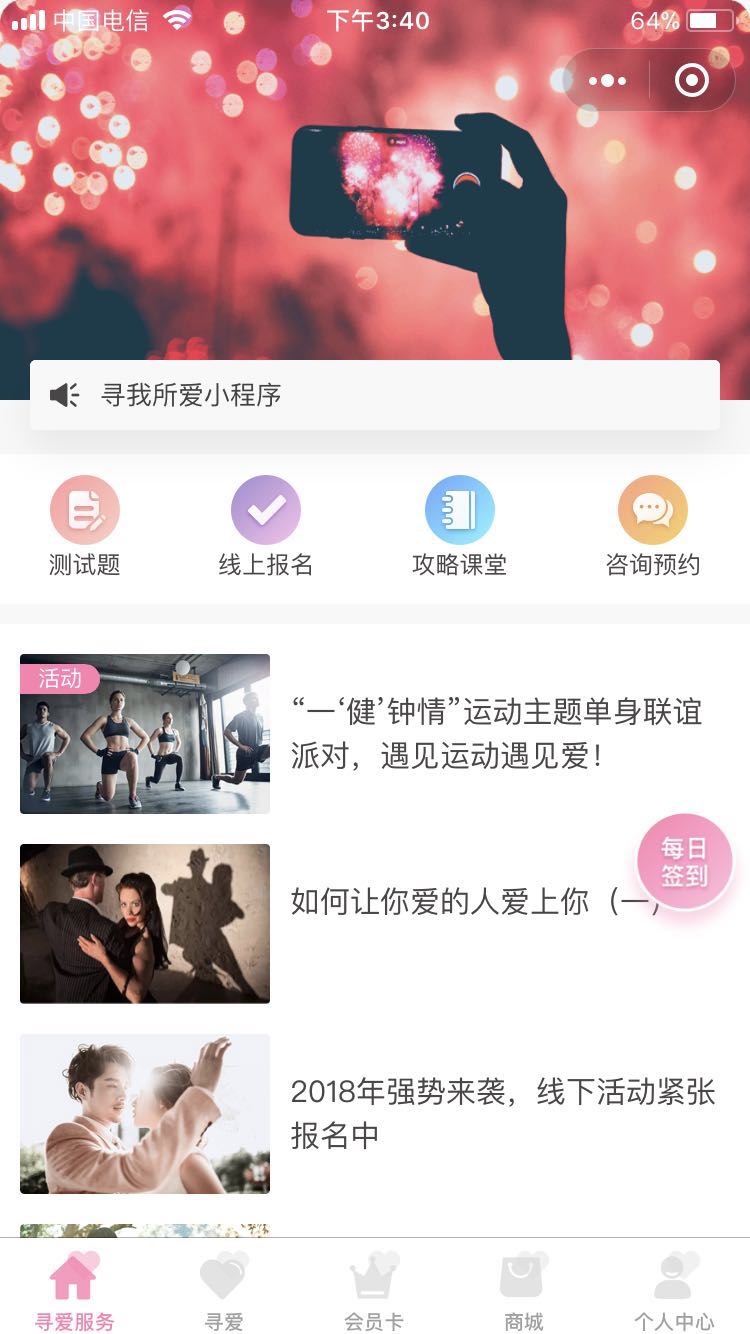 中国电信 下午3:40 64%
寻我所爱小程序
测试题 线上报名 攻略课堂 咨询预约
活动
“一‘健’钟情”运动主题单身联谊
派对，遇见运动遇见爱！
每日
签到
如何让你爱的人爱上你（一）
2018年强势来袭，线下活动紧张
报名中
寻爱服务 寻爱 会员卡 商城 个人中心